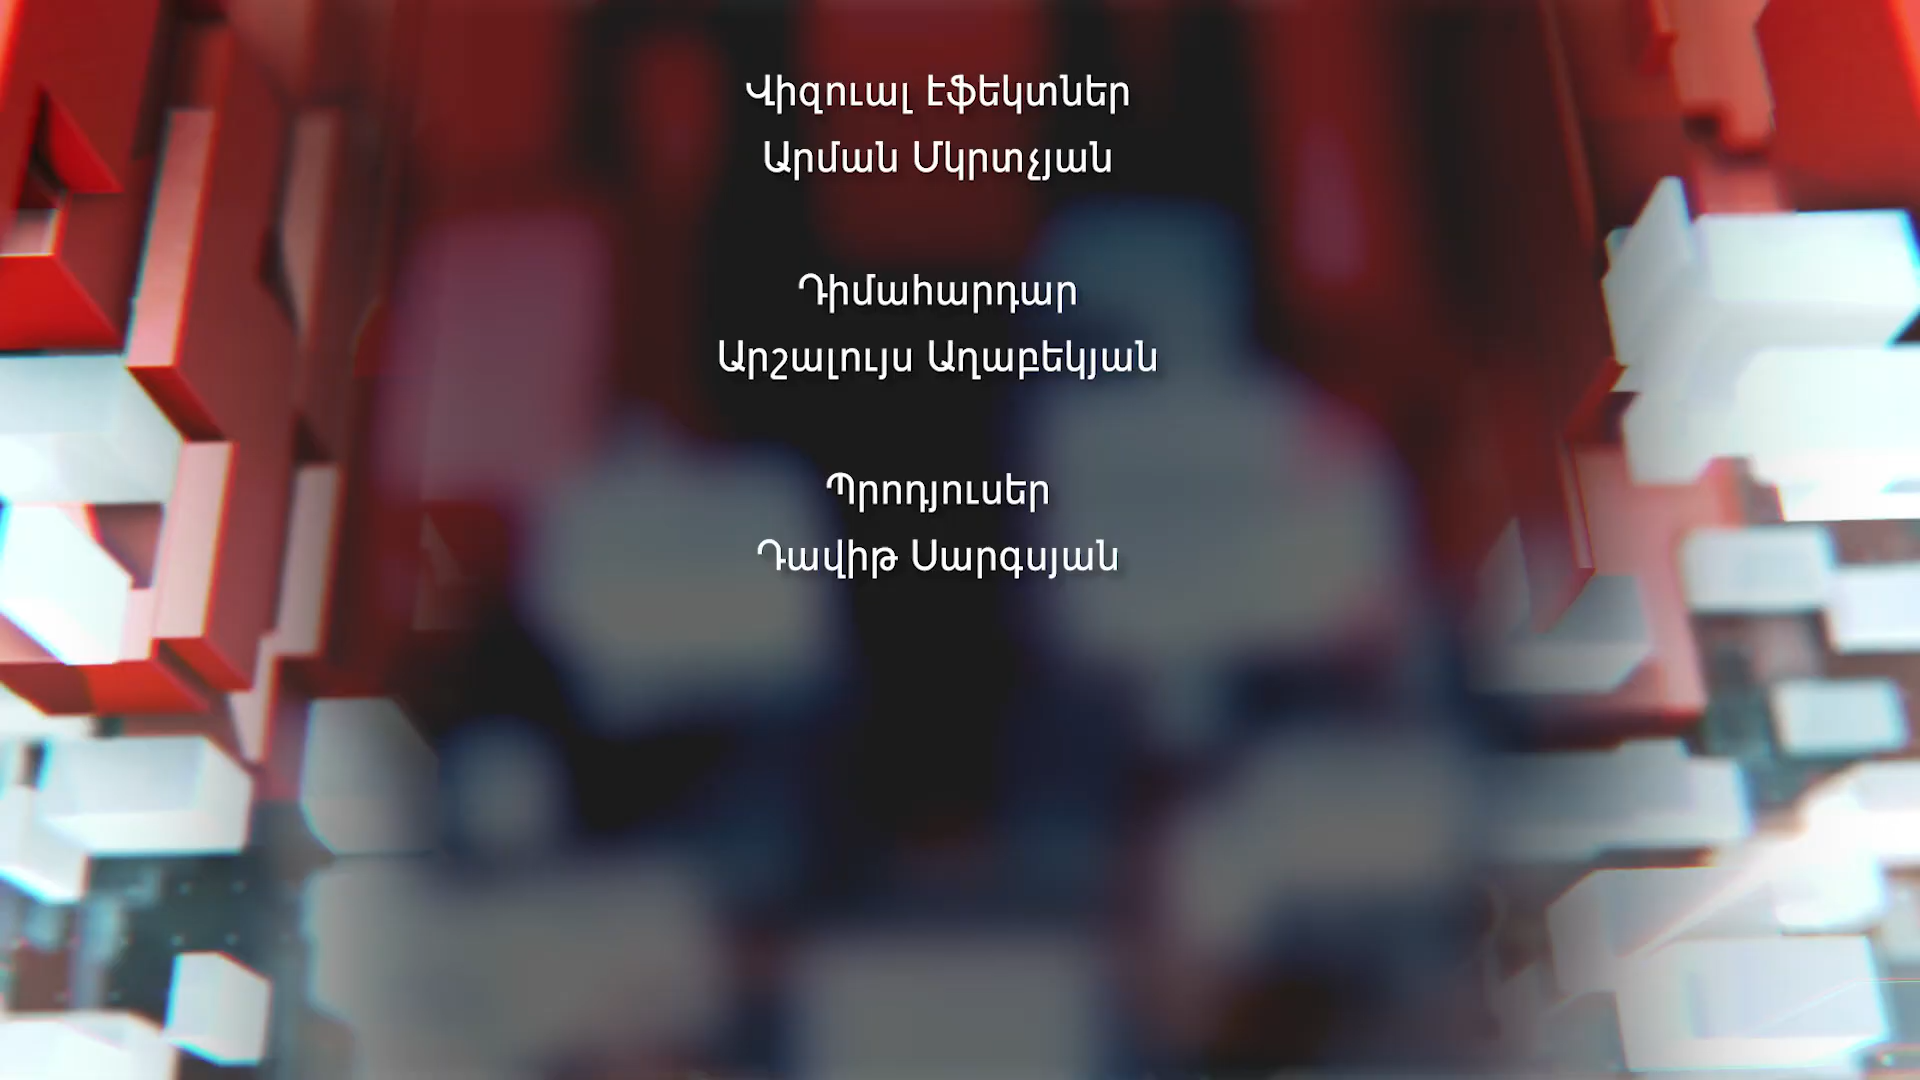 Վիզուալ էֆեկտներ
Արման Մկրտչյան
Դիմահարդար
Արշալույս Աղաբեկյան
Պրոդյուսեր
Դավիթ Սարգսյան